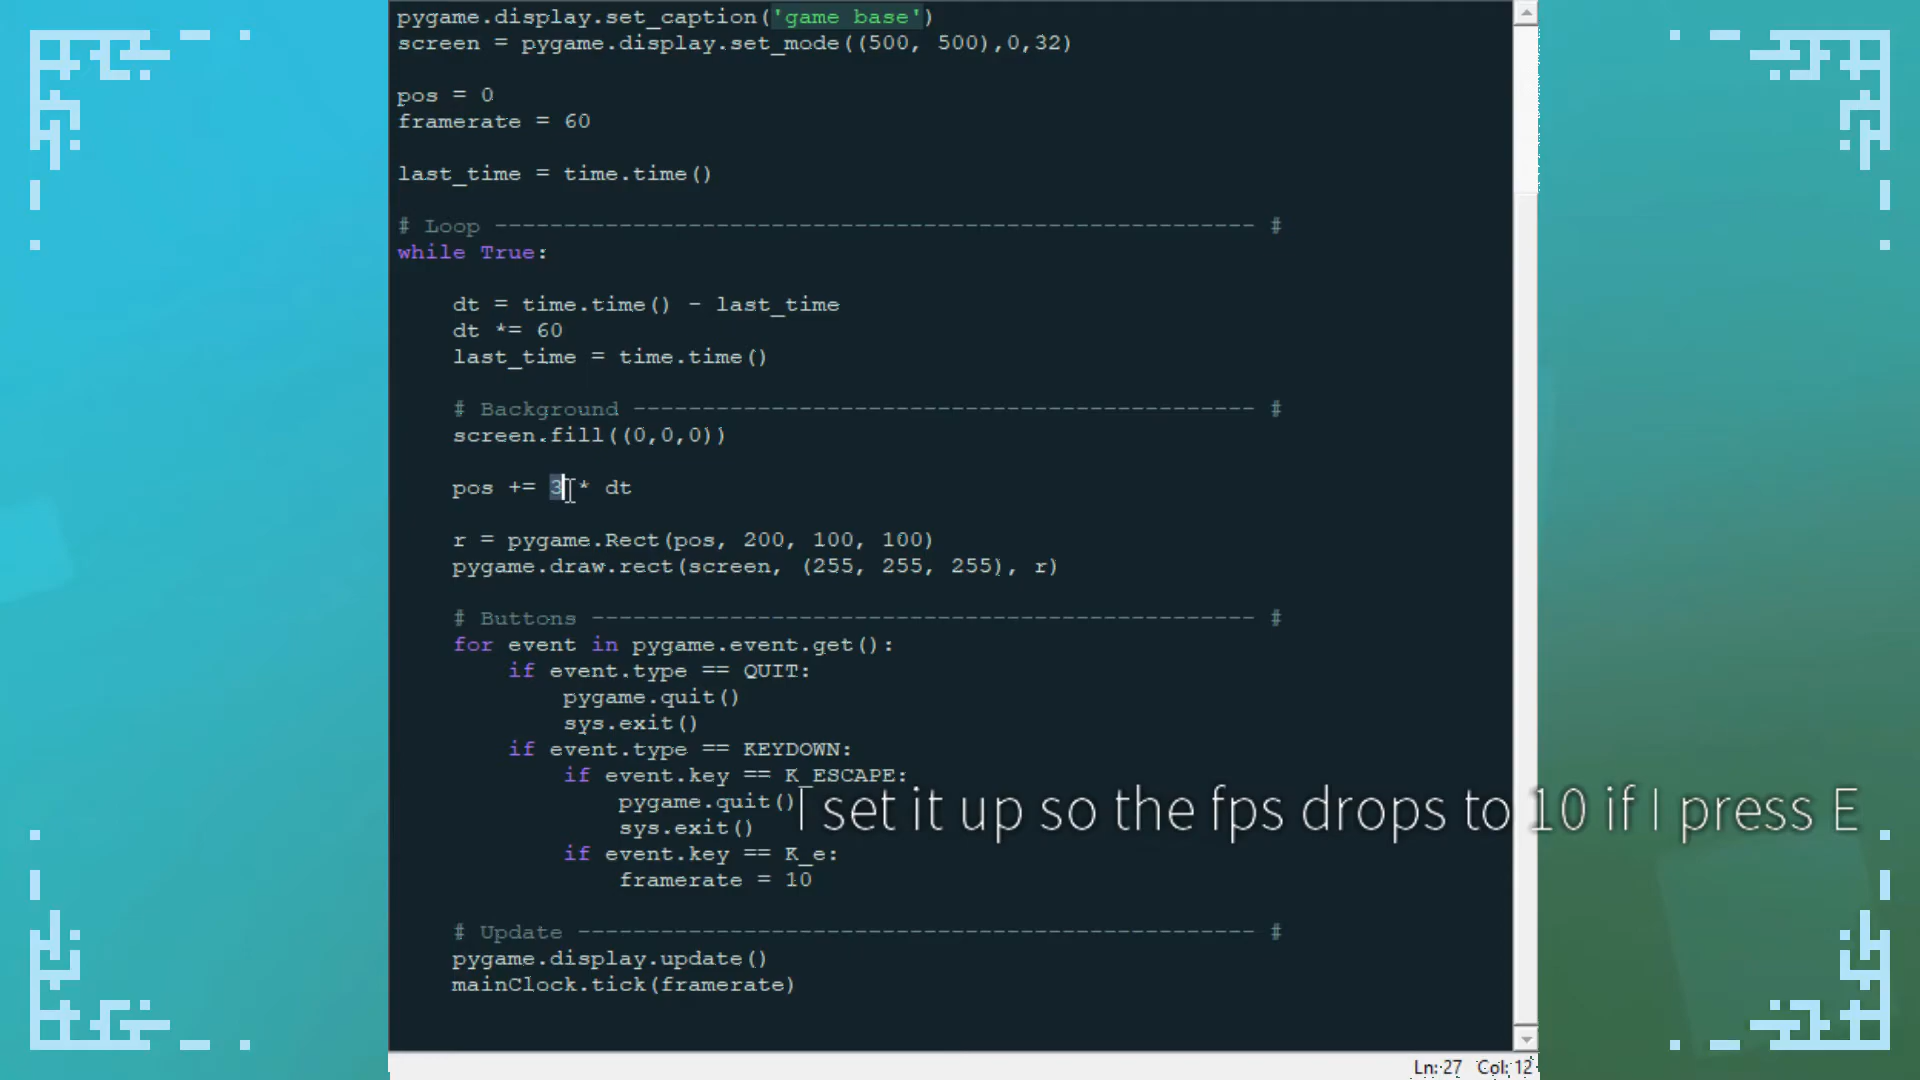 pygame.display.set_caption('game base')
screen = pygame.display.set_mode((500, 500),0,32)
pos = 0
framerate = 60
last_time = time.time()
# Loop ------------------------------------------------------- #
while True:
dt = time.time() - last_time
dt *= 60
last_time = time.time()
# Background --------------------------------------------- #
screen.fill((0,0,0))
pos += 3 * dt
r = pygame.Rect(pos, 200, 100, 100)
pygame.draw.rect(screen, (255, 255, 255), r)
# Buttons ------------------------------------------------ #
for event in pygame.event.get():
if event.type == QUIT:
pygame.quit()
sys.exit()
if event.type == KEYDOWN:
if event.key == K_ESCAPE:
pygame.quit()
I set it up so the fps drops to 10 if I press E
sys.exit()
if event.key == K_e:
framerate = 10
# Update ------------------------------------------------- #
pygame.display.update()
mainClock.tick(framerate)
Ln: 27 Col: 12